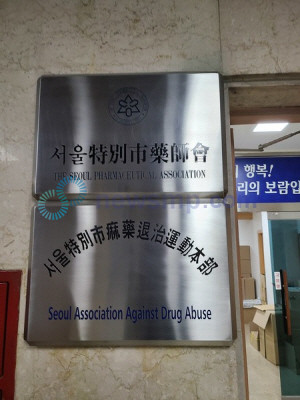 서울特別市藥師會
THE SEOUL PHARMACEUTICAL ASSOCIATION
서울特別市痲藥退治運動本部
Seoul Association Against Drug Abuse
행복!
리의 보람입